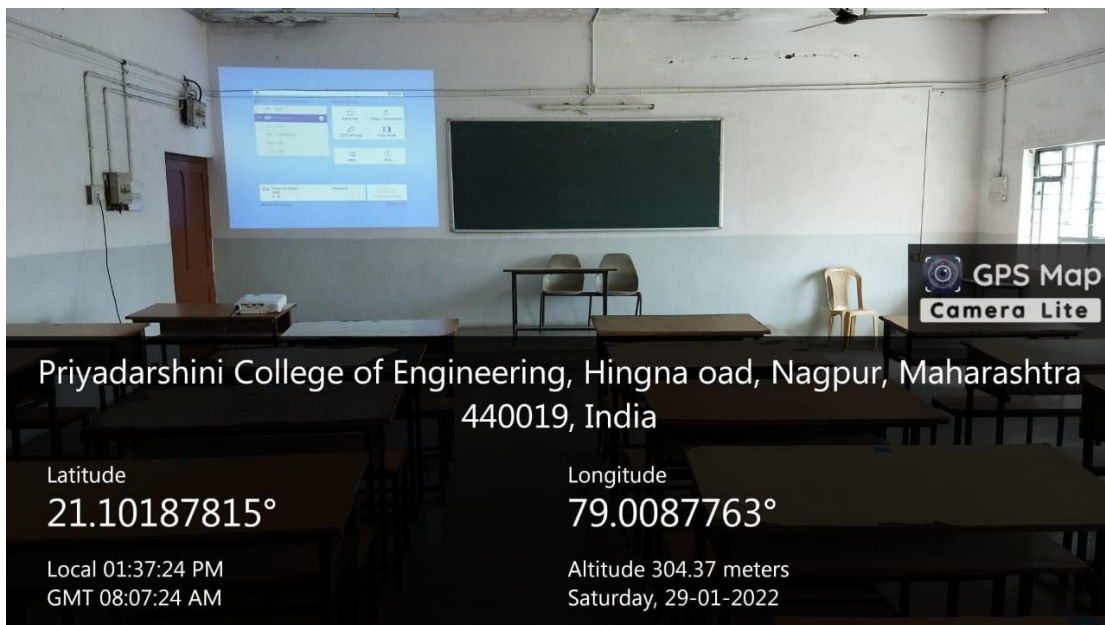 GPS Map
Camera Lite
Priyadarshini College of Engineering, Hingna oad, Nagpur, Maharashtra
440019, India
Latitude
21.10187815°
Longitude
79.0087763°
Local 01:37:24 PM
GMT 08:07:24 AM
Altitude 304.37 meters
Saturday, 29-01-2022